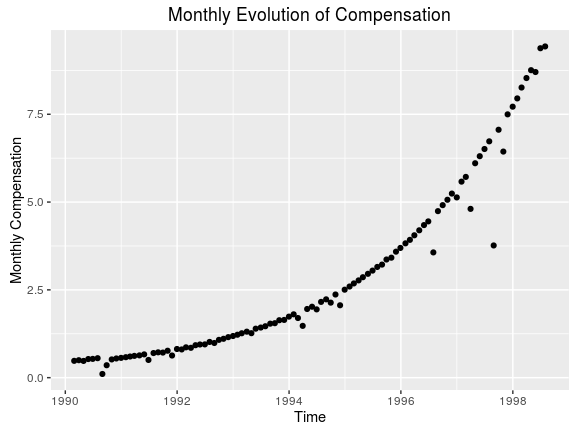 Monthly Evolution of Compensation
Monthly Compensation
7.5
5.0
2.5
0.0
1990 1992 1994 1996 1998
Time